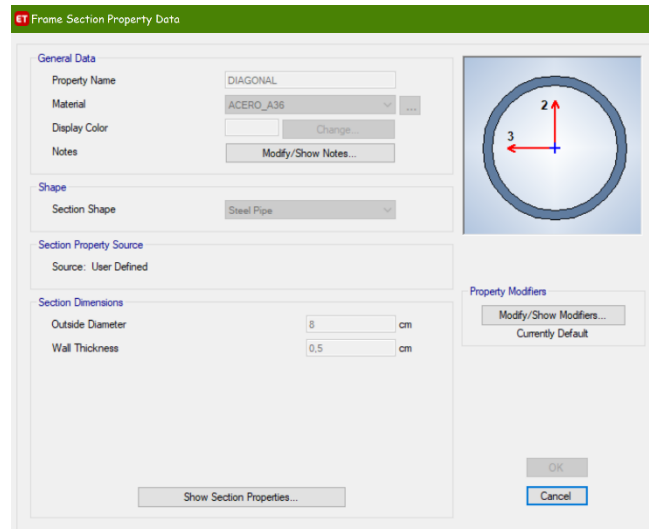 ET Frame Section Property Data
General Data
Property Name DIAGONAL
Material ACERO_A36 ...
Display Color Change...
Notes Modify/Show Notes...
Shape
Section Shape Steel Pipe
Section Property Source
Source: User Defined
Section Dimensions
Outside Diameter 8 cm
Wall Thickness 0,5 cm
Show Section Properties...
2
3
Property Modifiers
Modify/Show Modifiers...
Currently Default
OK
Cancel